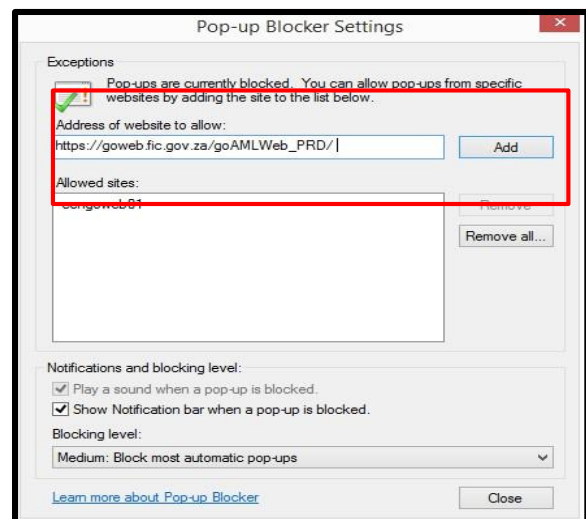 Pop-up Blocker Settings
Exceptions
Pop-ups are currently blocked. You can allow pop-ups from specific
websites by adding the site to the list below.
Address of website to allow:
https://goweb.fic.gov.za/goAMLWeb_PRD/
Add
Allowed sites:
Remove
Remove all...
Notifications and blocking level:
Play a sound when a pop-up is blocked.
Show Notification bar when a pop-up is blocked.
Blocking level:
Medium: Block most automatic pop-ups
Learn more about Pop-up Blocker
Close